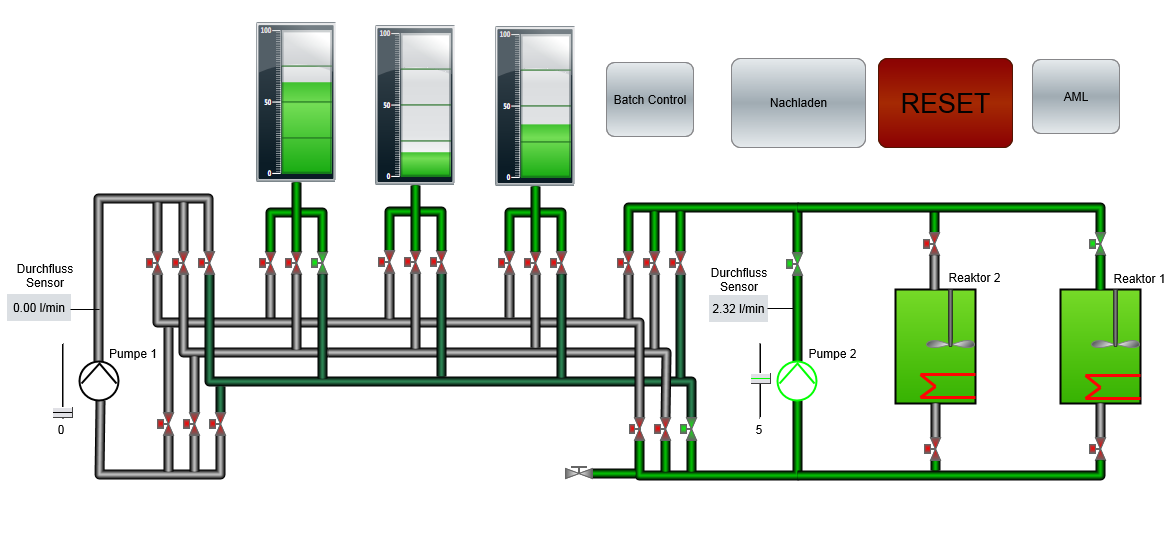 100
50
0
100
50
0
100
50
0
Batch Control
Nachladen
RESET
AML
Durchfluss
Sensor
0.00 l/min
Pumpe 1
0
Durchfluss
Sensor
2.32 l/min
Pumpe 2
5
Reaktor 2
Reaktor 1